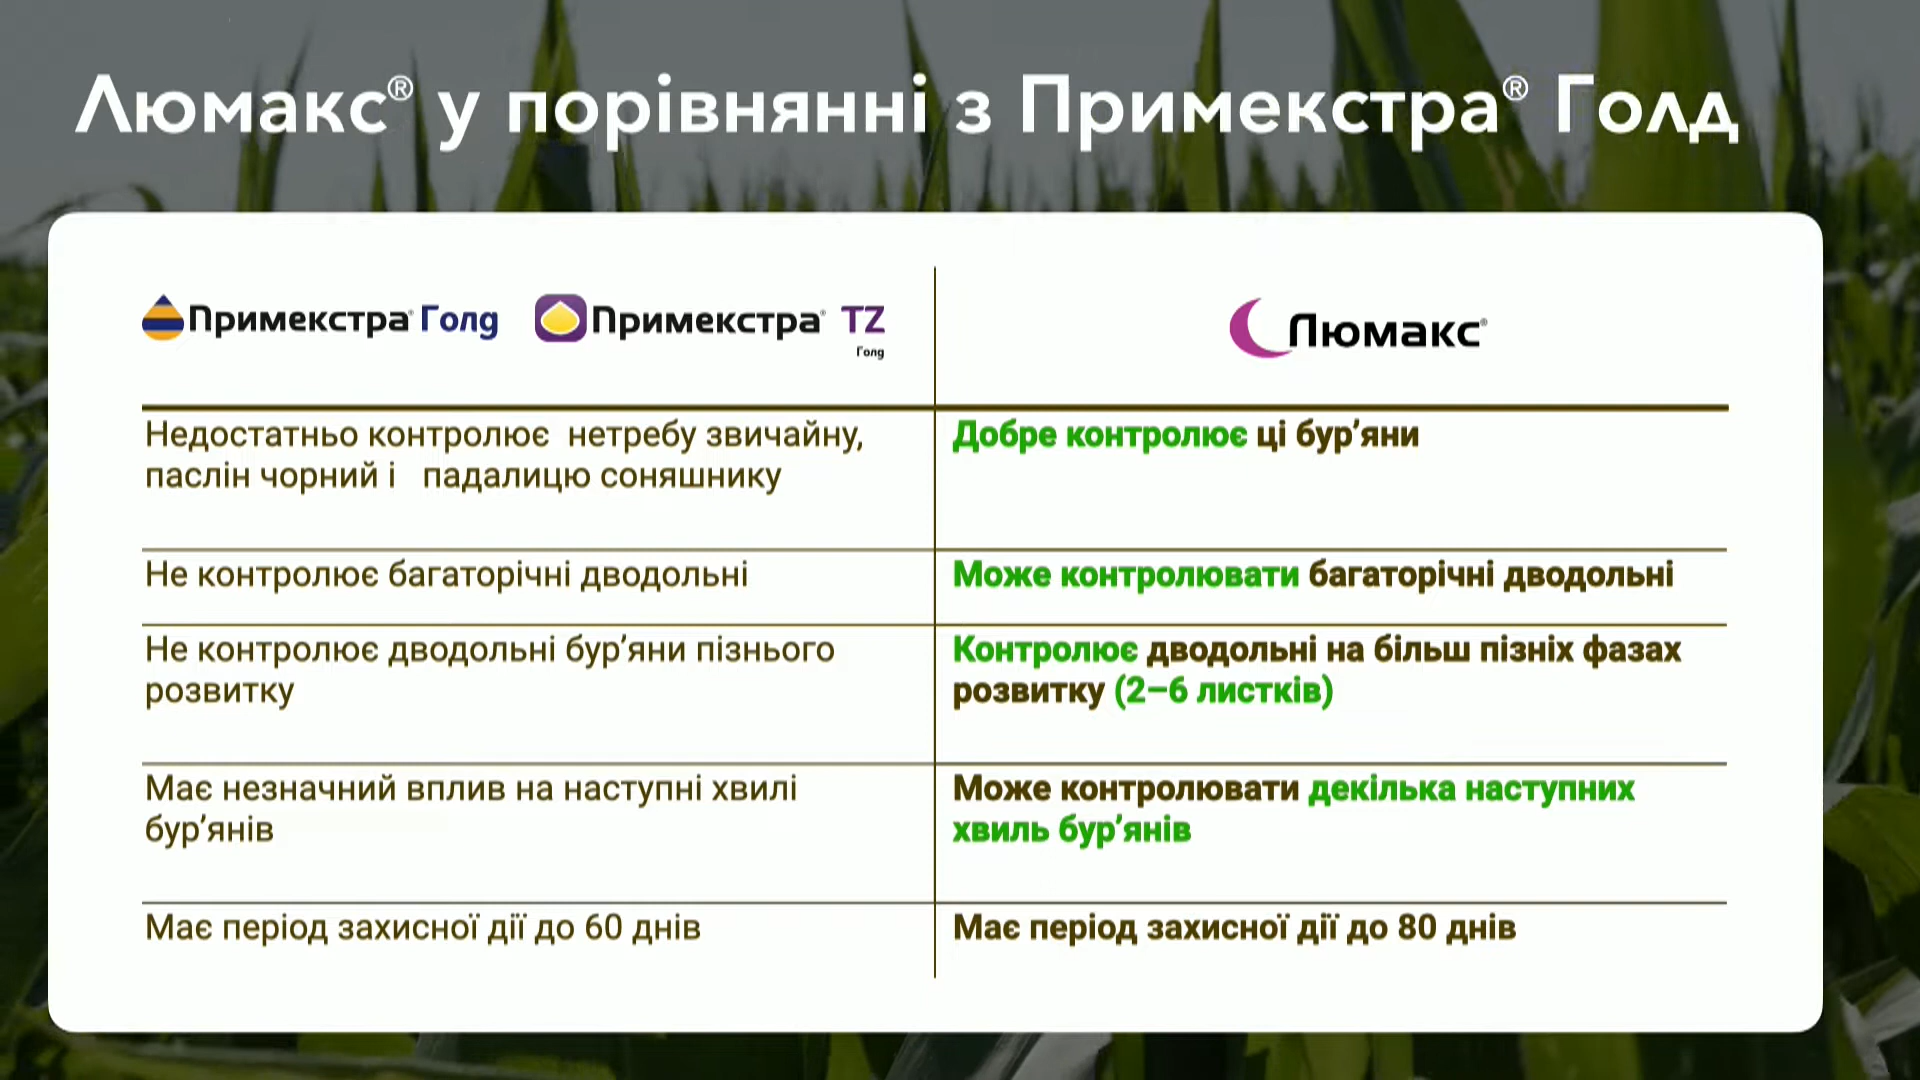 Люмакс® у порівнянні з Примекстра® Голд
Примекстра® Голд
Примекстра® TZ
Голд
Люмакс®
Недостатньо контролює нетребу звичайну,
паслін чорний і падалицю соняшнику
Добре контролює ці бур’яни
Не контролює багаторічні дводольні
Може контролювати багаторічні дводольні
Не контролює дводольні бур’яни пізнього
розвитку
Контролює дводольні на більш пізніх фазах
розвитку (2–6 листків)
Має незначний вплив на наступні хвилі
бур’янів
Може контролювати декілька наступних
хвиль бур’янів
Має період захисної дії до 60 днів
Має період захисної дії до 80 днів